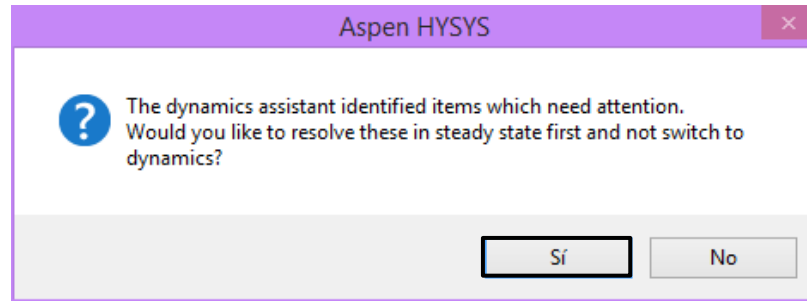 Aspen HYSYS
The dynamics assistant identified items which need attention.
Would you like to resolve these in steady state first and not switch to
dynamics?
Sí
No